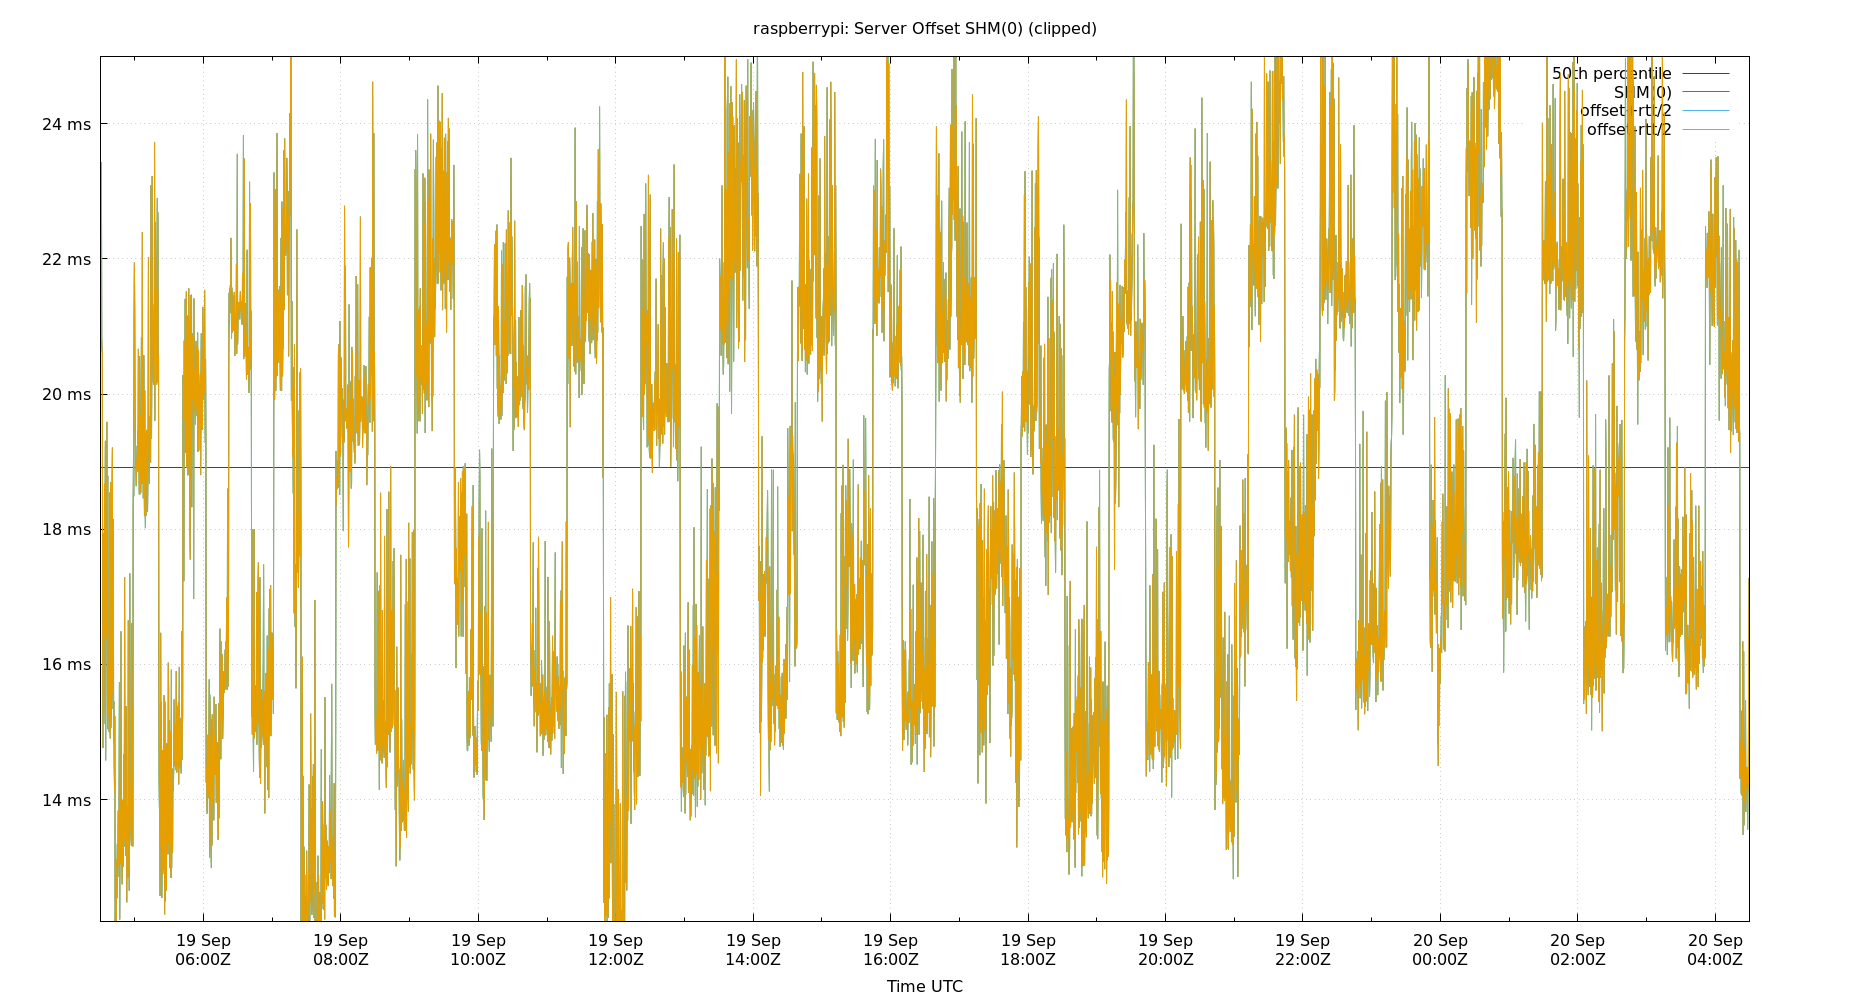 raspberrypi: Server Offset SHM(0) (clipped)
50th percentile
SHM(0)
offset+rtt/2
offset-rtt/2
24 ms
22 ms
20 ms
18 ms
16 ms
14 ms
19 Sep 19 Sep 19 Sep 19 Sep 19 Sep 19 Sep 19 Sep 19 Sep 19 Sep 20 Sep 20 Sep 20 Sep
06:00Z 08:00Z 10:00Z 12:00Z 14:00Z 16:00Z 18:00Z 20:00Z 22:00Z 00:00Z 02:00Z 04:00Z
Time UTC